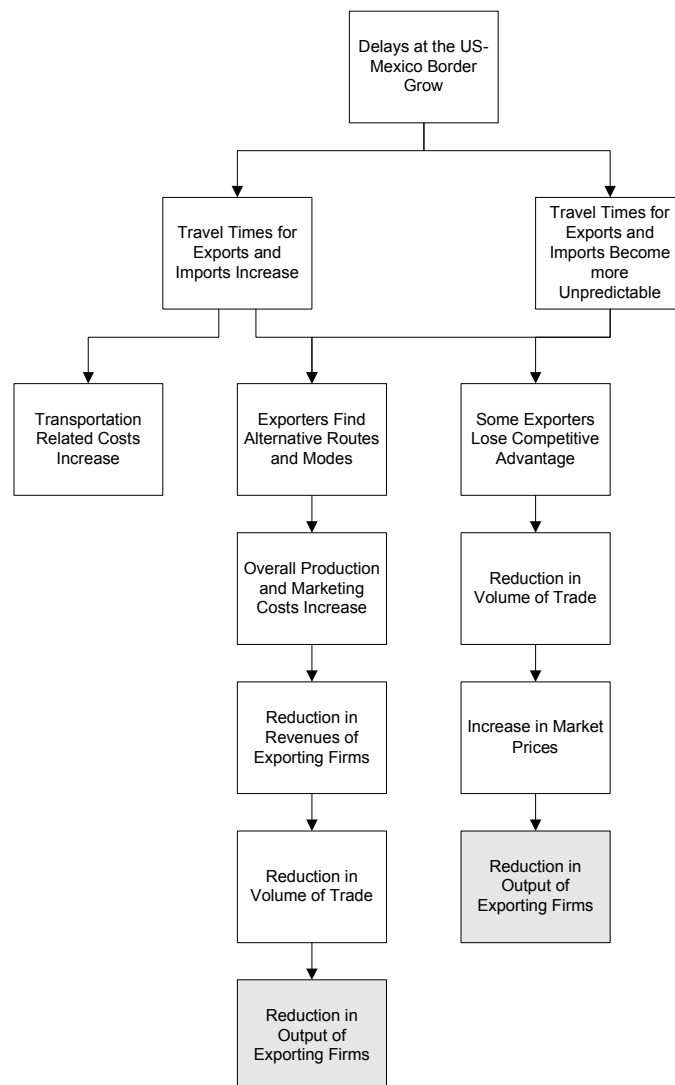 Delays at the US-
Mexico Border
Grow
Travel Times for
Exports and
Imports Increase
Travel Times for
Exports and
Imports Become
more
Unpredictable
Transportation
Related Costs
Increase
Exporters Find
Alternative Routes
and Modes
Some Exporters
Lose Competitive
Advantage
Overall Production
and Marketing
Costs Increase
Reduction in
Volume of Trade
Reduction in
Revenues of
Exporting Firms
Increase in Market
Prices
Reduction in
Volume of Trade
Reduction in
Output of
Exporting Firms
Reduction in
Output of
Exporting Firms